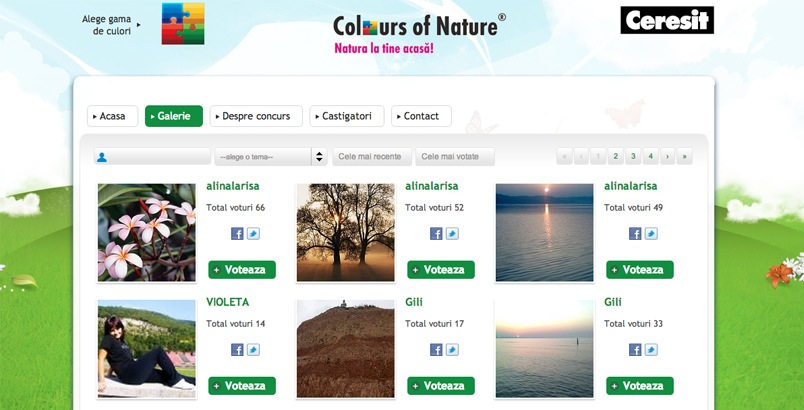 Alege gama
de culori
Colours of Nature®
Natura la tine acasă!
Ceresit
Acasa
Galerie
Despre concurs
Castigatori
Contact
--alege o tema--
Cele mai recente
Cele mai votate
« ‹ 1 2 3 4 › »
alinalarisa
Total voturi 66
Voteaza
alinalarisa
Total voturi 52
Voteaza
alinalarisa
Total voturi 49
Voteaza
VIOLETA
Total voturi 14
Voteaza
Gili
Total voturi 17
Voteaza
Gili
Total voturi 33
Voteaza